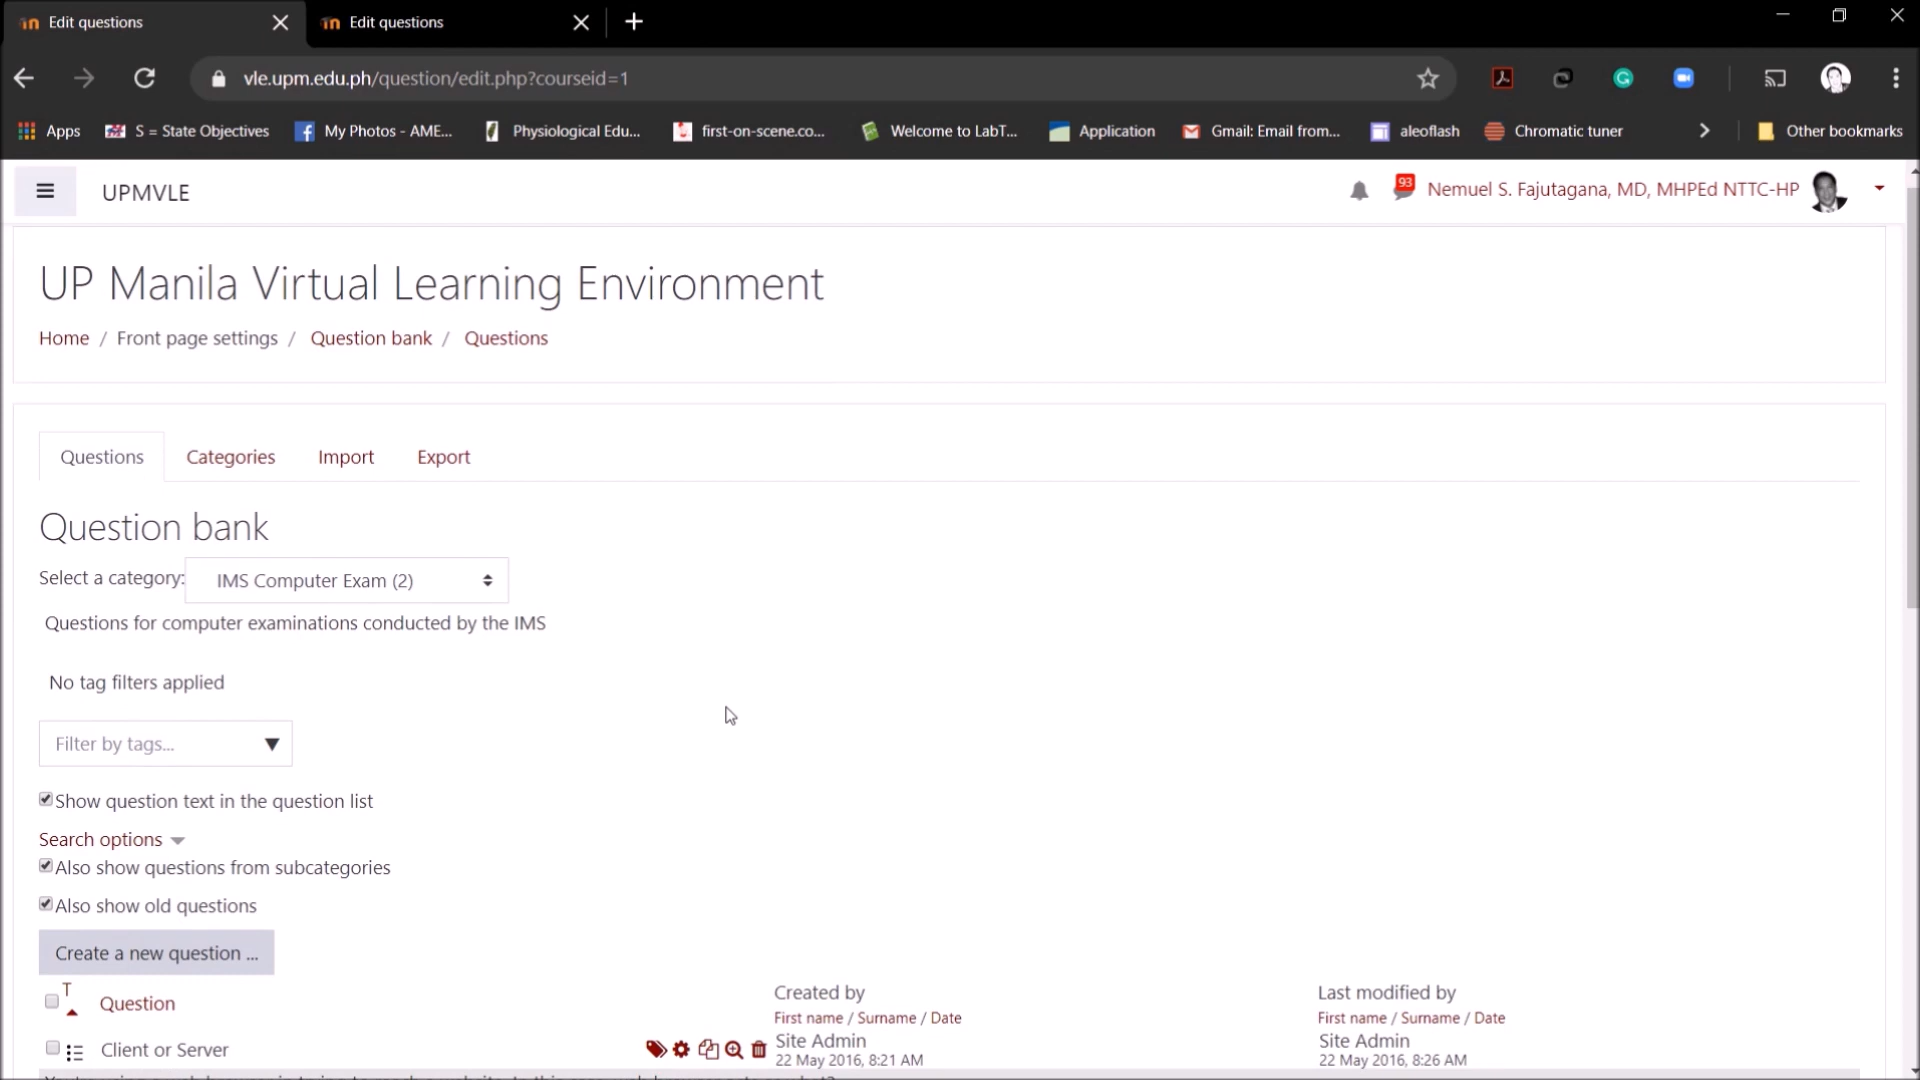 Edit questions
Edit questions
vle.upm.edu.ph/question/edit.php?courseid=1
Apps
S = State Objectives
My Photos - AME...
Physiological Edu...
first-on-scene.co...
Welcome to LabT...
Application
Gmail: Email from...
aleoflash
Chromatic tuner
Other bookmarks
UPMVLE
93
Nemuel S. Fajutagana, MD, MHPEd NTTC-HP
UP Manila Virtual Learning Environment
Home / Front page settings / Question bank / Questions
Questions
Categories
Import
Export
Question bank
Select a category: IMS Computer Exam (2)
Questions for computer examinations conducted by the IMS
No tag filters applied
Filter by tags...
Show question text in the question list
Search options
Also show questions from subcategories
Also show old questions
Create a new question ...
T
Question
Created by
First name / Surname / Date
Last modified by
First name / Surname / Date
Client or Server
Site Admin
22 May 2016, 8:21 AM
Site Admin
22 May 2016, 8:26 AM